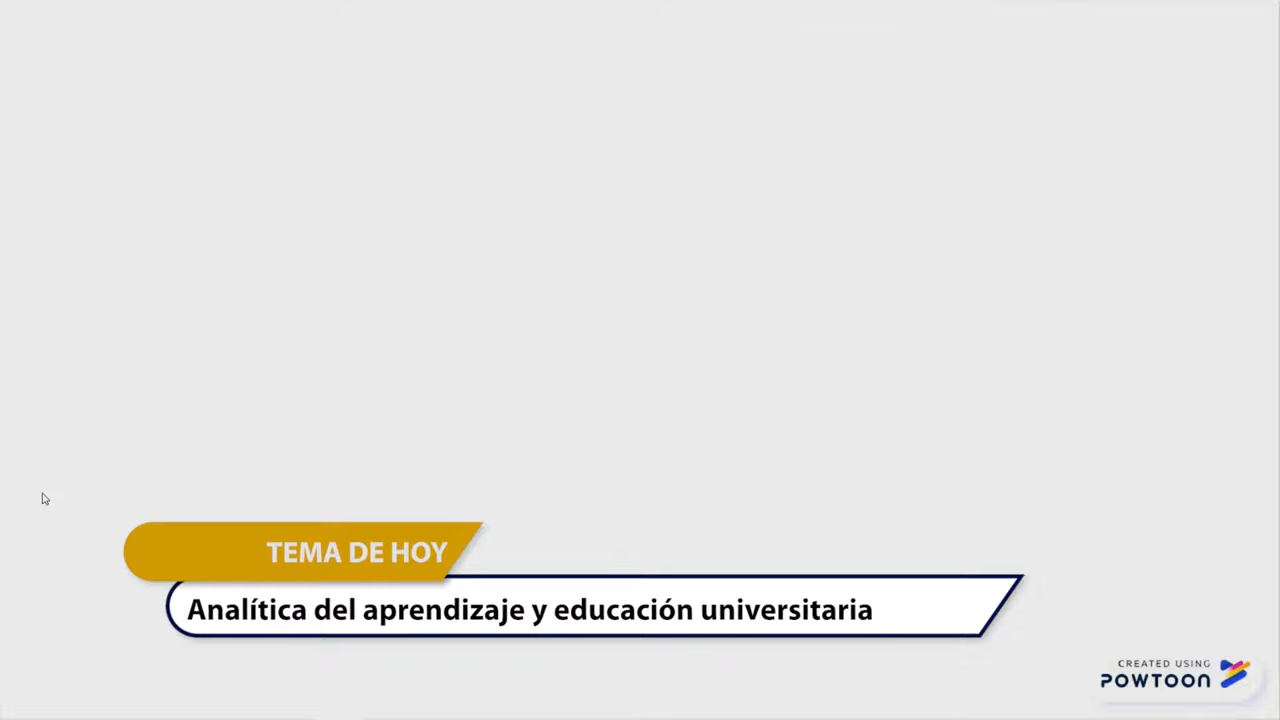 TEMA DE HOY
Analítica del aprendizaje y educación universitaria
CREATED USING
POWTOON